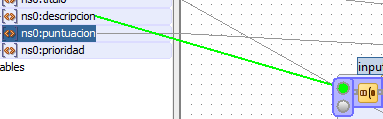 ns0:titulo
ns0:descripcion
ns0:puntuacion
ns0:prioridad
ables
input